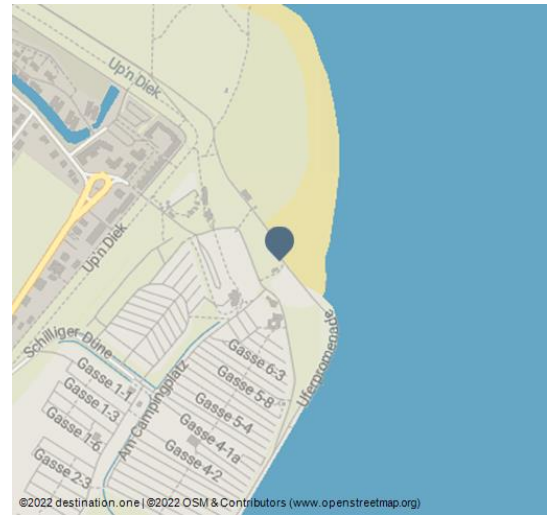 Up'n Diek
Up'n Diek
Schilliger-Düne
Gasse 1-1
Gasse 1-3
Gasse 1-6
Gasse 2-3
Am Campingplatz
Gasse 6-3
Gasse 5-8
Gasse 5-4
Gasse 4-1a
Gasse 4-2
Uferpromenade
©2022 destination.one | ©2022 OSM & Contributors (www.openstreetmap.org)